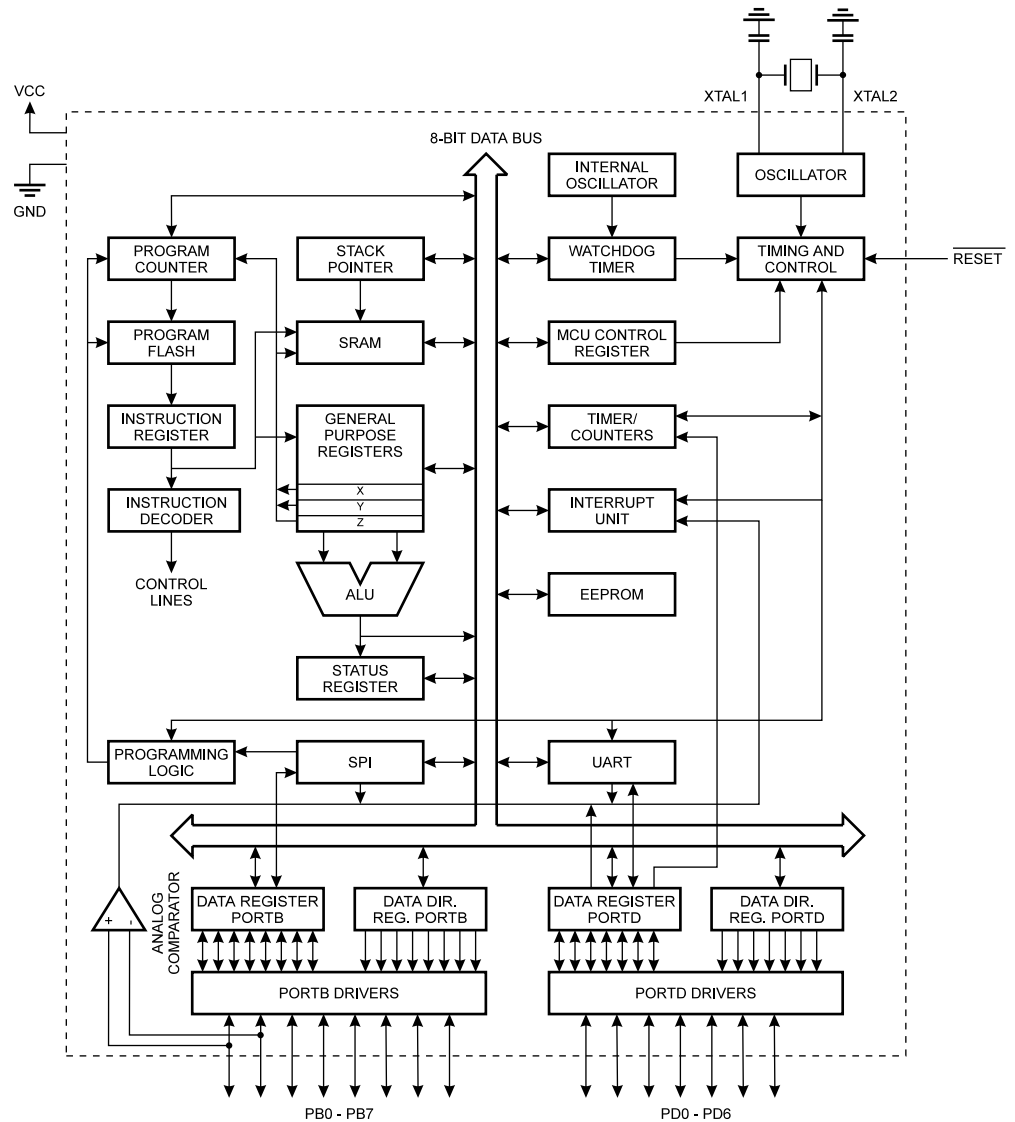 XTAL1
XTAL2
VCC
GND
8-BIT DATA BUS
INTERNAL
OSCILLATOR
OSCILLATOR
PROGRAM
COUNTER
STACK
POINTER
WATCHDOG
TIMER
TIMING AND
CONTROL
RESET
PROGRAM
FLASH
SRAM
MCU CONTROL
REGISTER
INSTRUCTION
REGISTER
GENERAL
PURPOSE
REGISTERS
X
Y
Z
TIMER/
COUNTERS
INSTRUCTION
DECODER
INTERRUPT
UNIT
CONTROL
LINES
ALU
EEPROM
STATUS
REGISTER
PROGRAMMING
LOGIC
SPI
UART
+
-
ANALOG
COMPARATOR
DATA REGISTER
PORTB
DATA DIR.
REG. PORTB
DATA REGISTER
PORTD
DATA DIR.
REG. PORTD
PORTB DRIVERS
PORTD DRIVERS
PB0 - PB7
PD0 - PD6